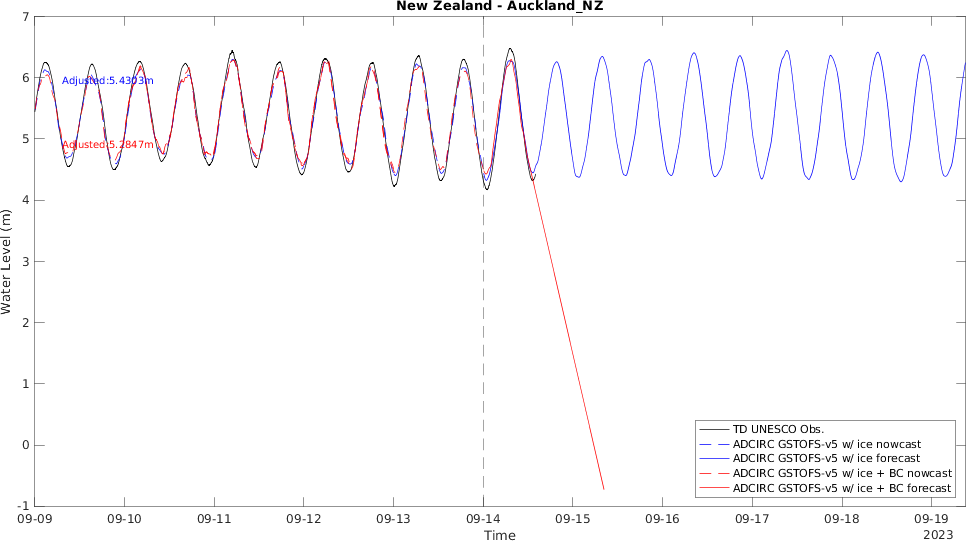 New Zealand - Auckland_NZ
7
6
5
4
3
2
1
0
-1
Water Level (m)
Adjusted:5.4303m
Adjusted:5.2847m
TD UNESCO Obs.
ADCIRC GSTOFS-v5 w/ ice nowcast
ADCIRC GSTOFS-v5 w/ ice forecast
ADCIRC GSTOFS-v5 w/ ice + BC nowcast
ADCIRC GSTOFS-v5 w/ ice + BC forecast
09-09 09-10 09-11 09-12 09-13 09-14 09-15 09-16 09-17 09-18 09-19
Time
2023